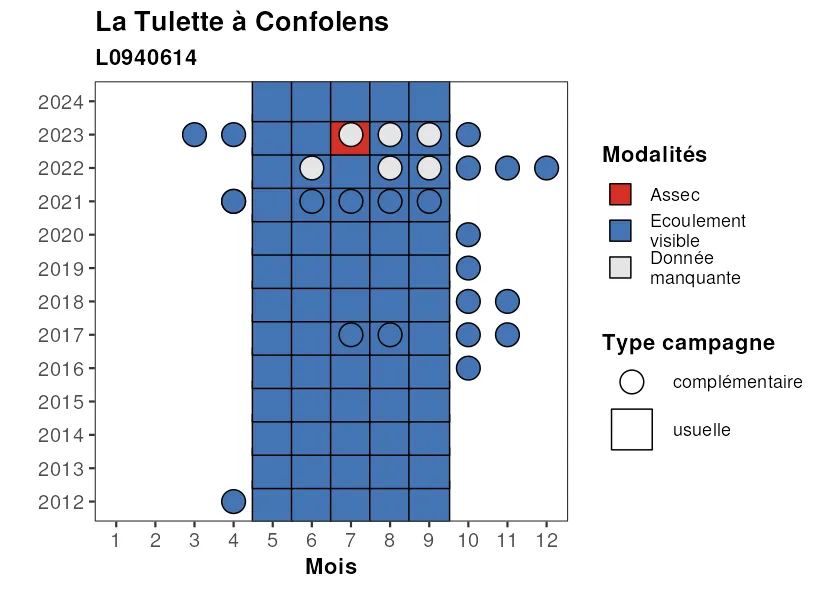 La Tulette à Confolens
L0940614
2024
2023
2022
2021
2020
2019
2018
2017
2016
2015
2014
2013
2012
1 2 3 4 5 6 7 8 9 10 11 12
Mois
Modalités
Assec
Ecoulement
visible
Donnée
manquante
Type campagne
complémentaire
usuelle